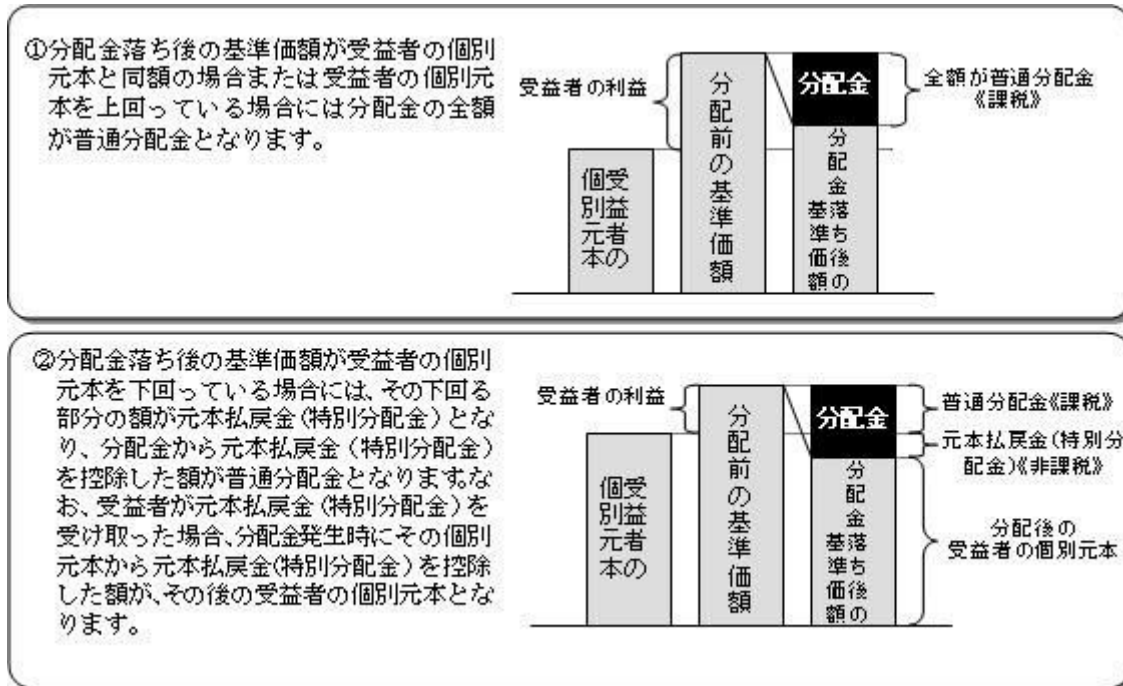 ①分配金落ち後の基準価額が受益者の個別
元本と同額の場合または受益者の個別元
本を上回っている場合には分配金の全額
が普通分配金となります。
受益者の利益
受益者の
個別元本
分配前の基準価額
分配金
分配金落ち後の
基準価額
全額が普通分配金
《課税》
②分配金落ち後の基準価額が受益者の個別
元本を下回っている場合には、その下回る
部分の額が元本払戻金(特別分配金)とな
り、分配金から元本払戻金(特別分配金)
を控除した額が普通分配金となります。な
お、受益者が元本払戻金(特別分配金)を
受け取った場合、分配金発生時にその個別
元本から元本払戻金(特別分配金)を控除
した額が、その後の受益者の個別元本とな
ります。
受益者の利益
受益者の
個別元本
分配前の基準価額
分配金
分配金落ち後の
基準価額
普通分配金《課税》
元本払戻金(特別分
配金)《非課税》
分配後の
受益者の個別元本